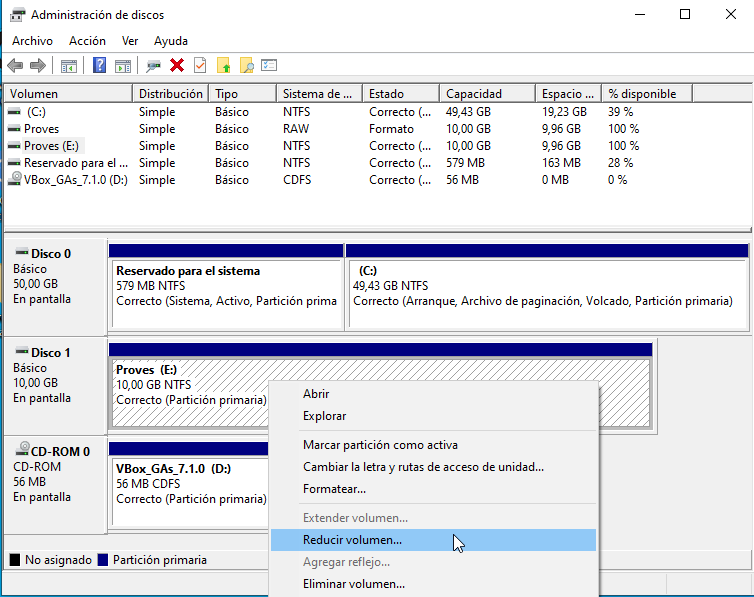 Administración de discos
Archivo Acción Ver Ayuda
Volumen Distribución Tipo Sistema de ... Estado Capacidad Espacio ... % disponible
(C:) Simple Básico NTFS Correcto (... 49,43 GB 19,23 GB 39 %
Proves Simple Básico RAW Formato 10,00 GB 9,96 GB 100 %
Proves (E:) Simple Básico NTFS Correcto (... 10,00 GB 9,96 GB 100 %
Reservado para el ... Simple Básico NTFS Correcto (... 579 MB 163 MB 28 %
VBox_GAs_7.1.0 (D:) Simple Básico CDFS Correcto (... 56 MB 0 MB 0 %
Disco 0
Básico
50,00 GB
En pantalla
Reservado para el sistema
579 MB NTFS
Correcto (Sistema, Activo, Partición prima
(C:)
49,43 GB NTFS
Correcto (Arranque, Archivo de paginación, Volcado, Partición primaria)
Disco 1
Básico
10,00 GB
En pantalla
Proves (E:)
10,00 GB NTFS
Correcto (Partición primaria)
CD-ROM 0
CD-ROM
56 MB
En pantalla
VBox_GAs_7.1.0 (D:)
56 MB CDFS
Correcto (Partición primaria)
Abrir
Explorar
Marcar partición como activa
Cambiar la letra y rutas de acceso de unidad...
Formatear...
Extender volumen...
Reducir volumen...
Agregar reflejo...
Eliminar volumen...
No asignado Partición primaria